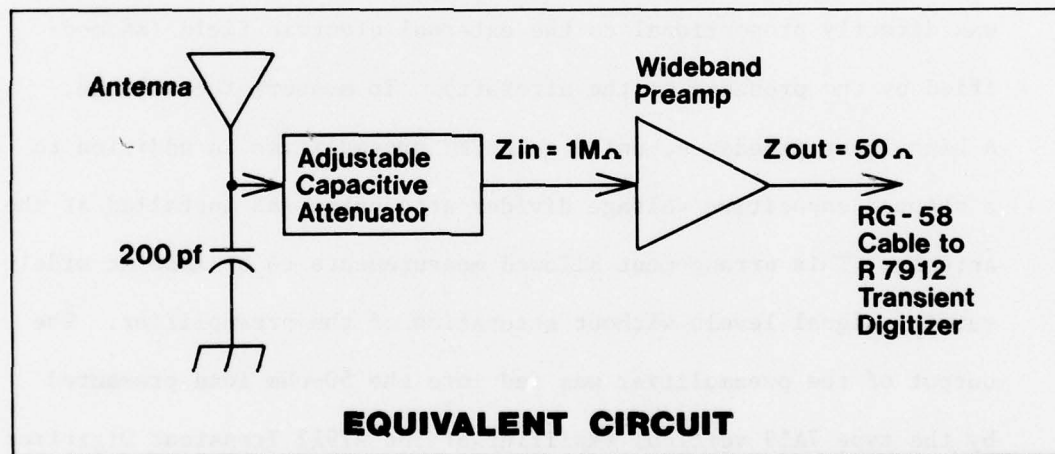 Wideband
Preamp
Antenna
Adjustable
Capacitive
Attenuator
Z in = 1M
Z out = 50
200 pf
RG - 58
Cable to
R 7912
Transient
Digitizer
EQUIVALENT CIRCUIT